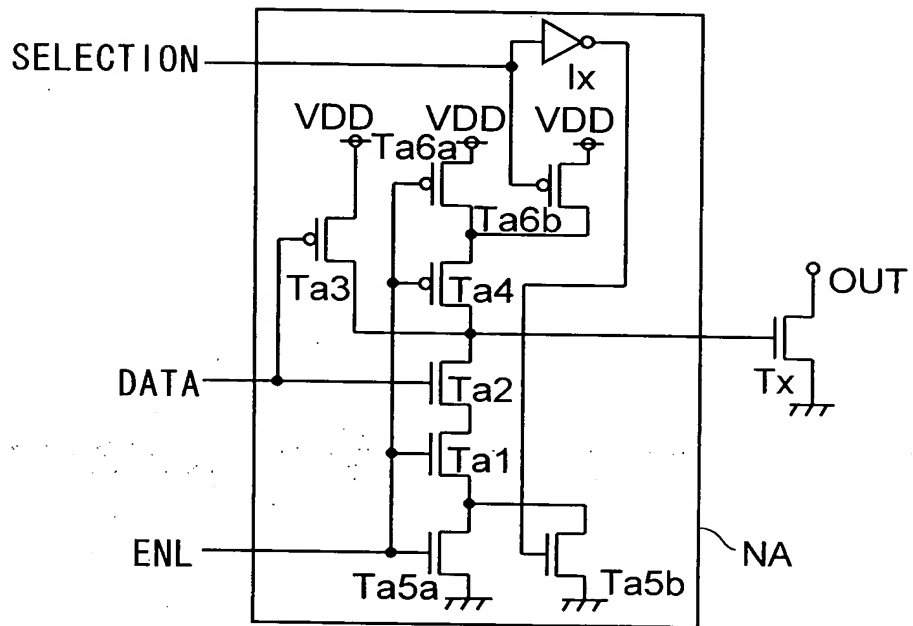 SELECTION
Ix
VDD
VDD
VDD
Ta6a
Ta6b
Ta3
Ta4
OUT
DATA
Ta2
Tx
Ta1
ENL
Ta5a
Ta5b
NA